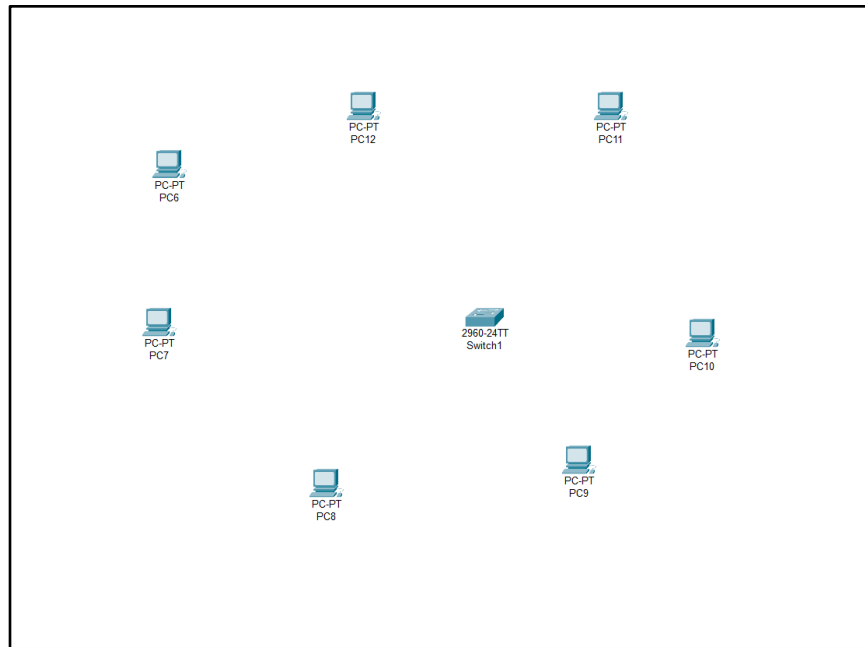 PC-PT
PC12
PC-PT
PC11
PC-PT
PC6
PC-PT
PC7
2960-24TT
Switch1
PC-PT
PC10
PC-PT
PC9
PC-PT
PC8